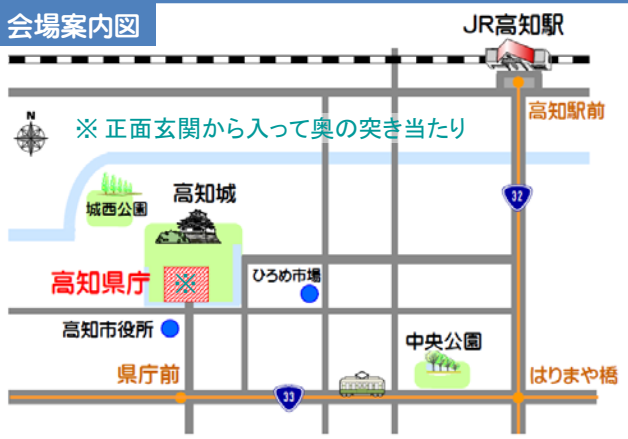 会場案内図
JR高知駅
高知駅前
N
※ 正面玄関から入って奥の突き当たり
32
城西公園
高知城
高知県庁
※
ひろめ市場
高知市役所
中央公園
県庁前
33
はりまや橋